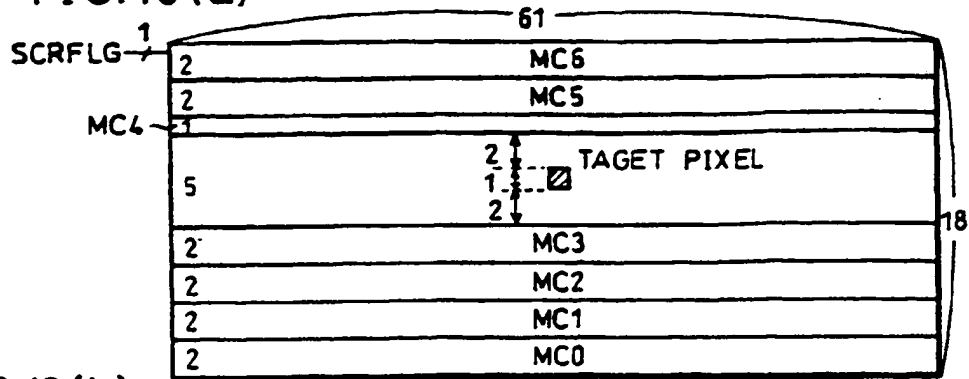 61
1
SCRFLG
2 MC6
2 MC5
MC4 1
2 TAGET PIXEL
5 1
2
18
2 MC3
2 MC2
2 MC1
2 MC0